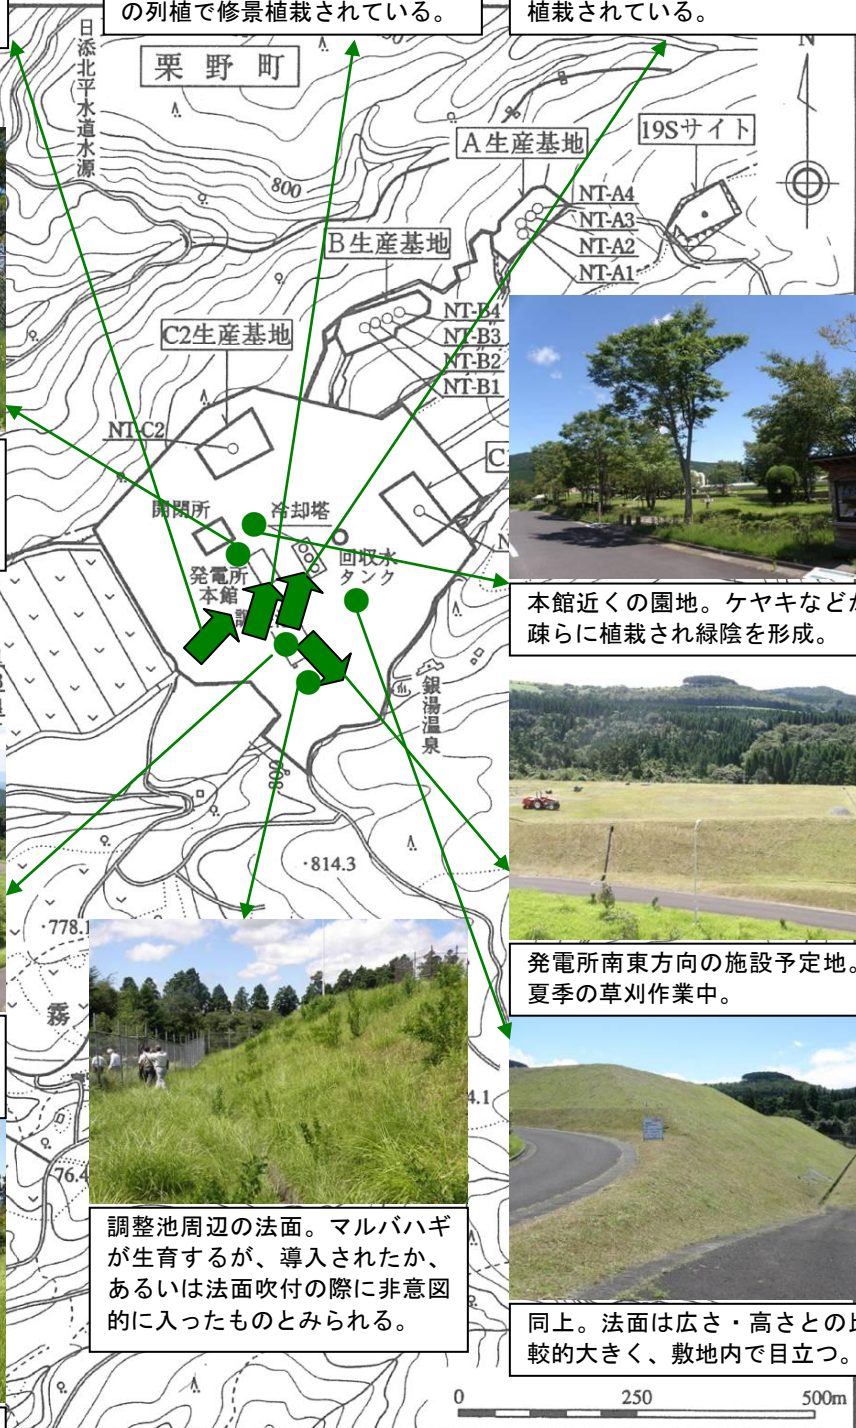 の列植で修景植栽されている。
植栽されている。
日添北平水道水源
栗野町
N
A生産基地
19Sサイト
800
NT-A4
NT-A3
NT-A2
NT-A1
B生産基地
NT-B4
NT-B3
NT-B2
NT-B1
C2生産基地
NT-C2
開閉所
冷却塔
回収水
タンク
発電所
本館
銀湯温泉
本館近くの園地。ケヤキなどが
疎らに植栽され緑陰を形成。
800
・814.3
・778.1
霧
発電所南東方向の施設予定地。
夏季の草刈作業中。
4.1
76.4
調整池周辺の法面。マルバハギ
が生育するが、導入されたか、
あるいは法面吹付の際に非意図
的に入ったものとみられる。
同上。法面は広さ・高さとの比
較的大きく、敷地内で目立つ。
0 250 500m